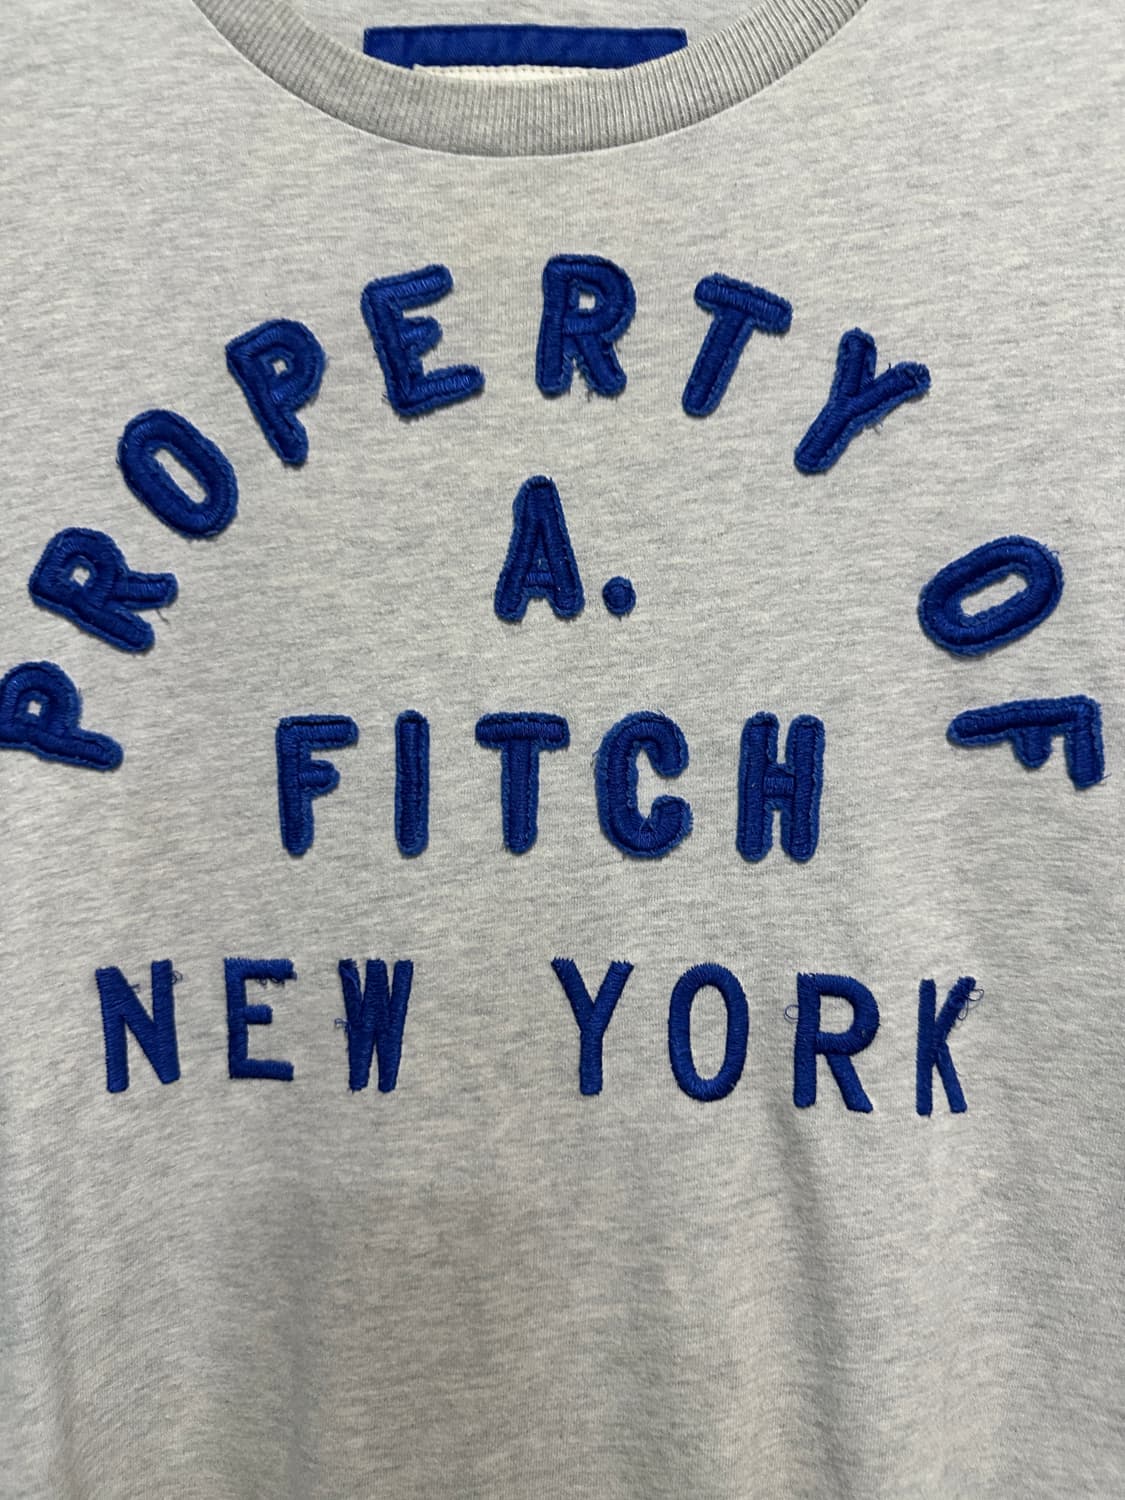 PROPERTY OF
A.
FITCH
NEW YORK